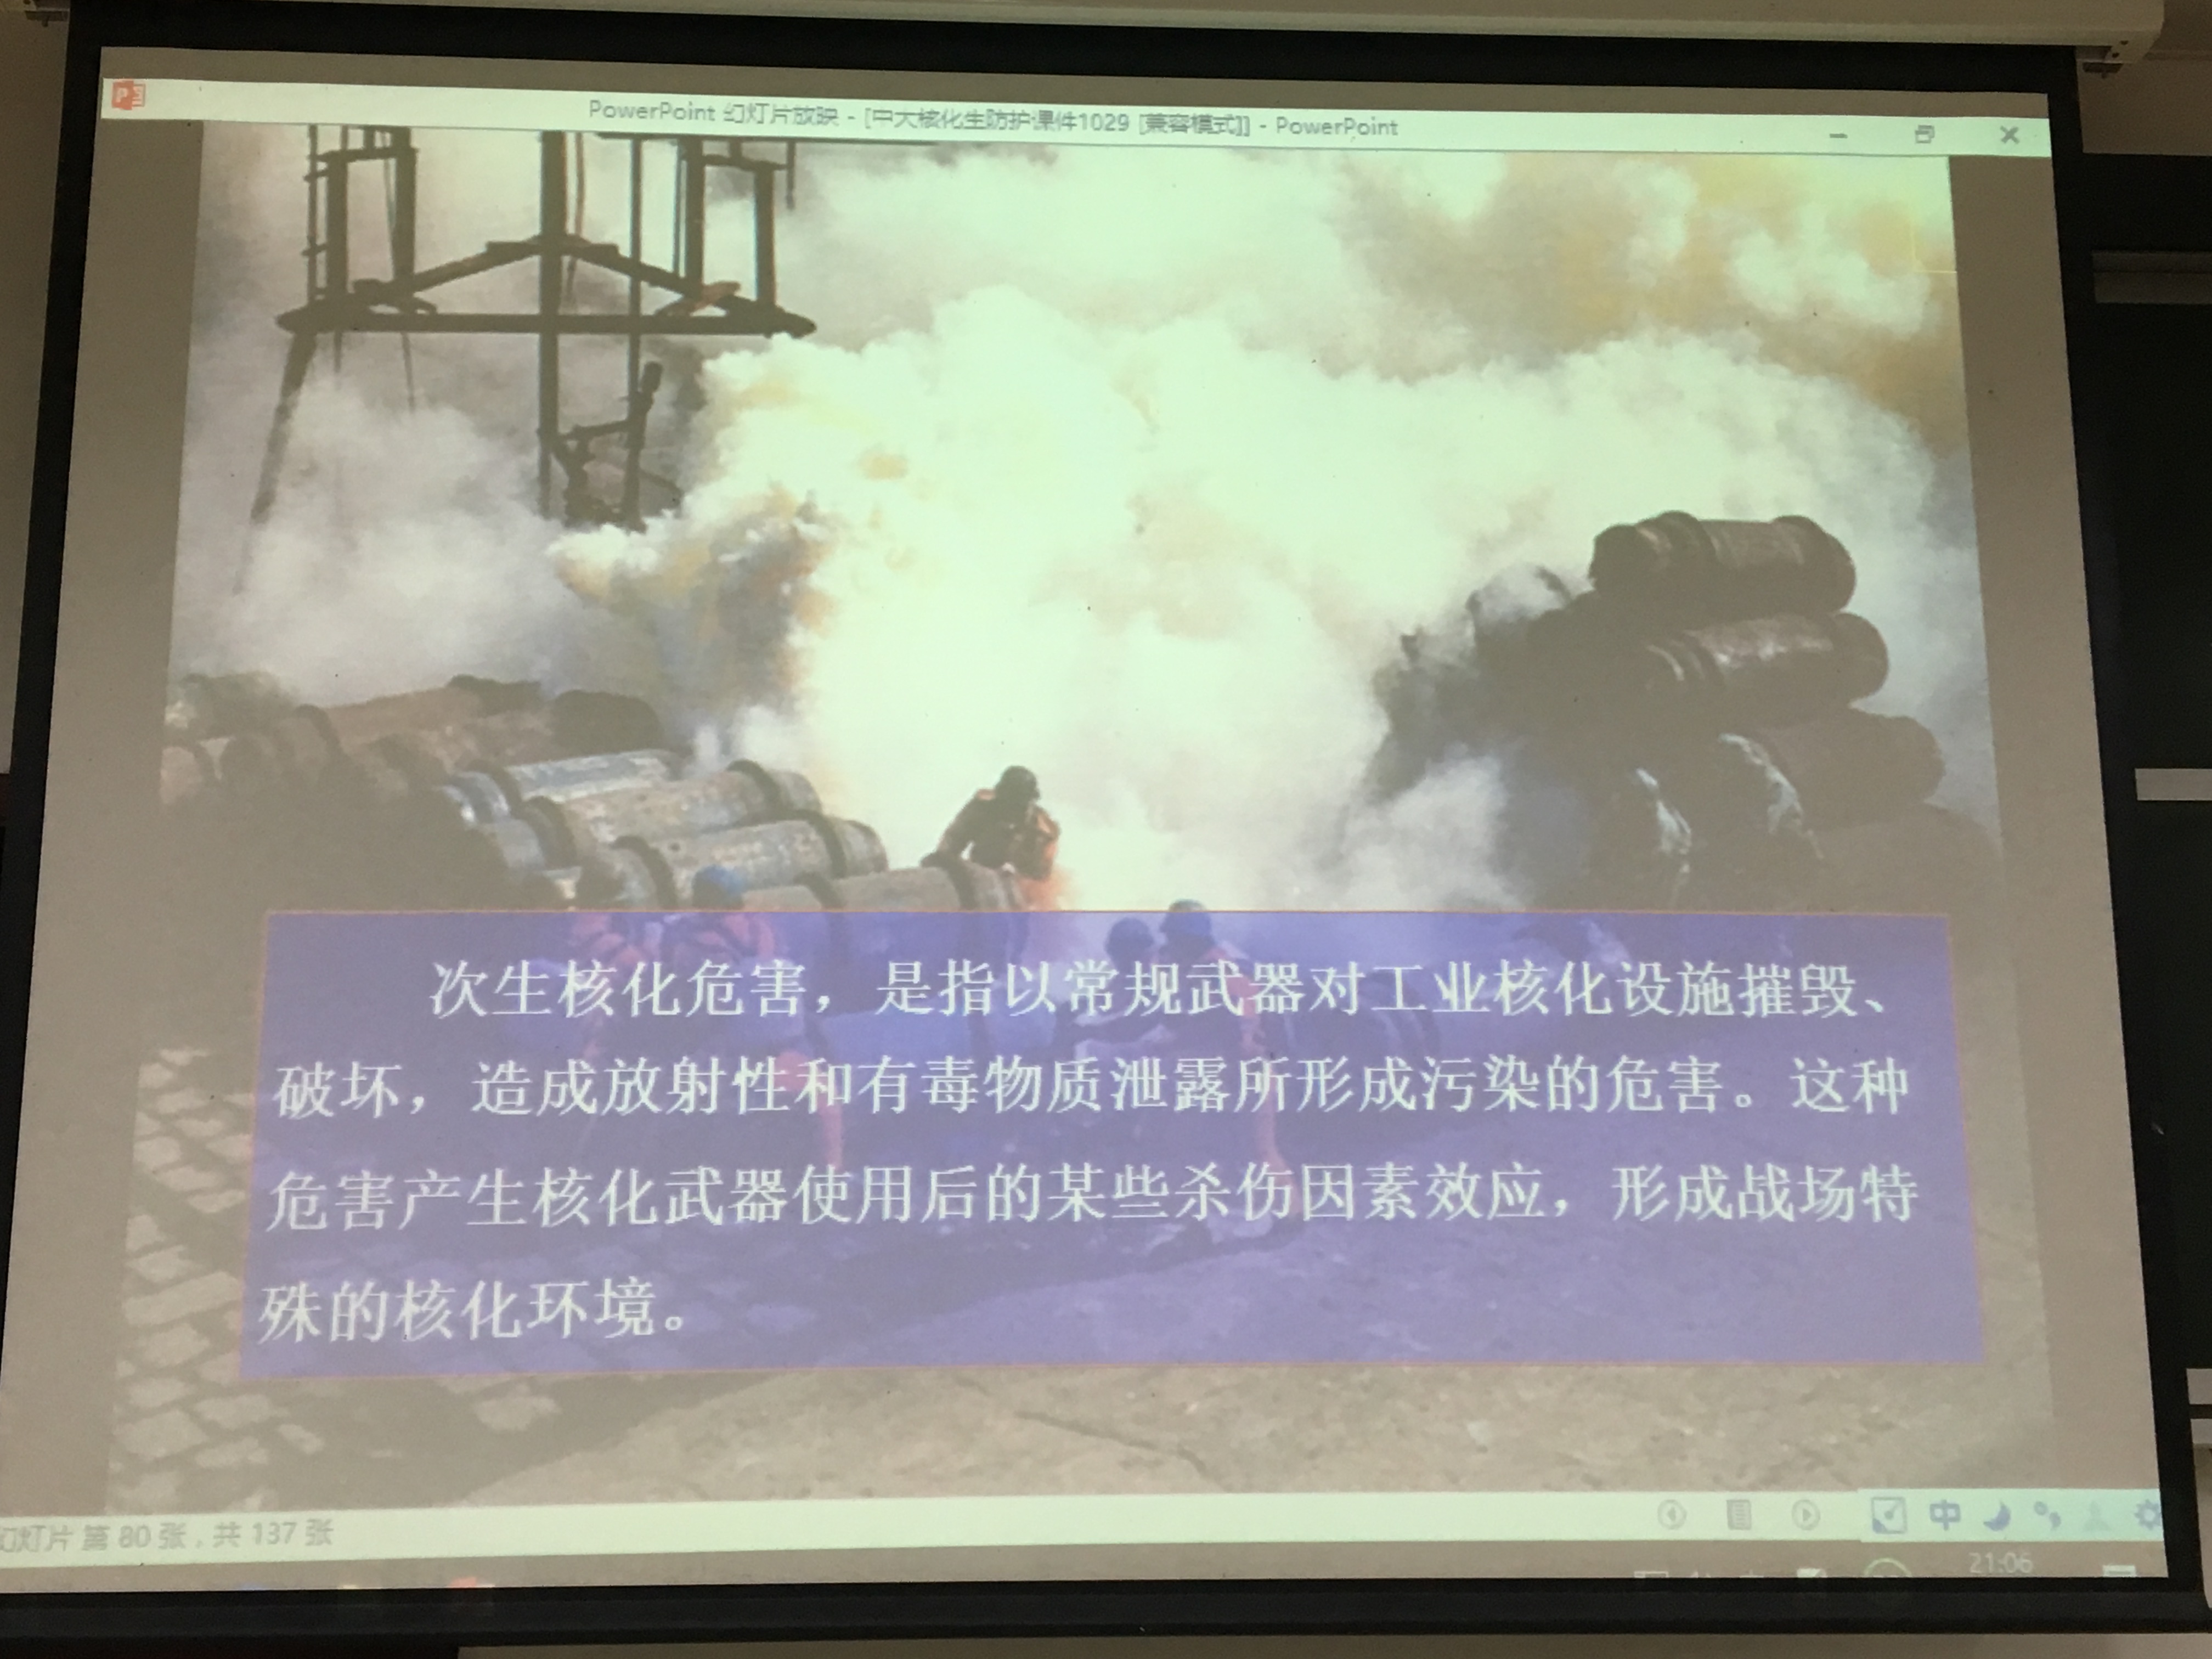 PowerPoint 幻灯片放映 - [中大核化生防护课件1029 [兼容模式]] - PowerPoint
次生核化危害，是指以常规武器对工业核化设施摧毁、
破坏，造成放射性和有毒物质泄露所形成污染的危害。这种
危害产生核化武器使用后的某些杀伤因素效应，形成战场特
殊的核化环境。
幻灯片 第 80 张，共 137 张
中
21:06